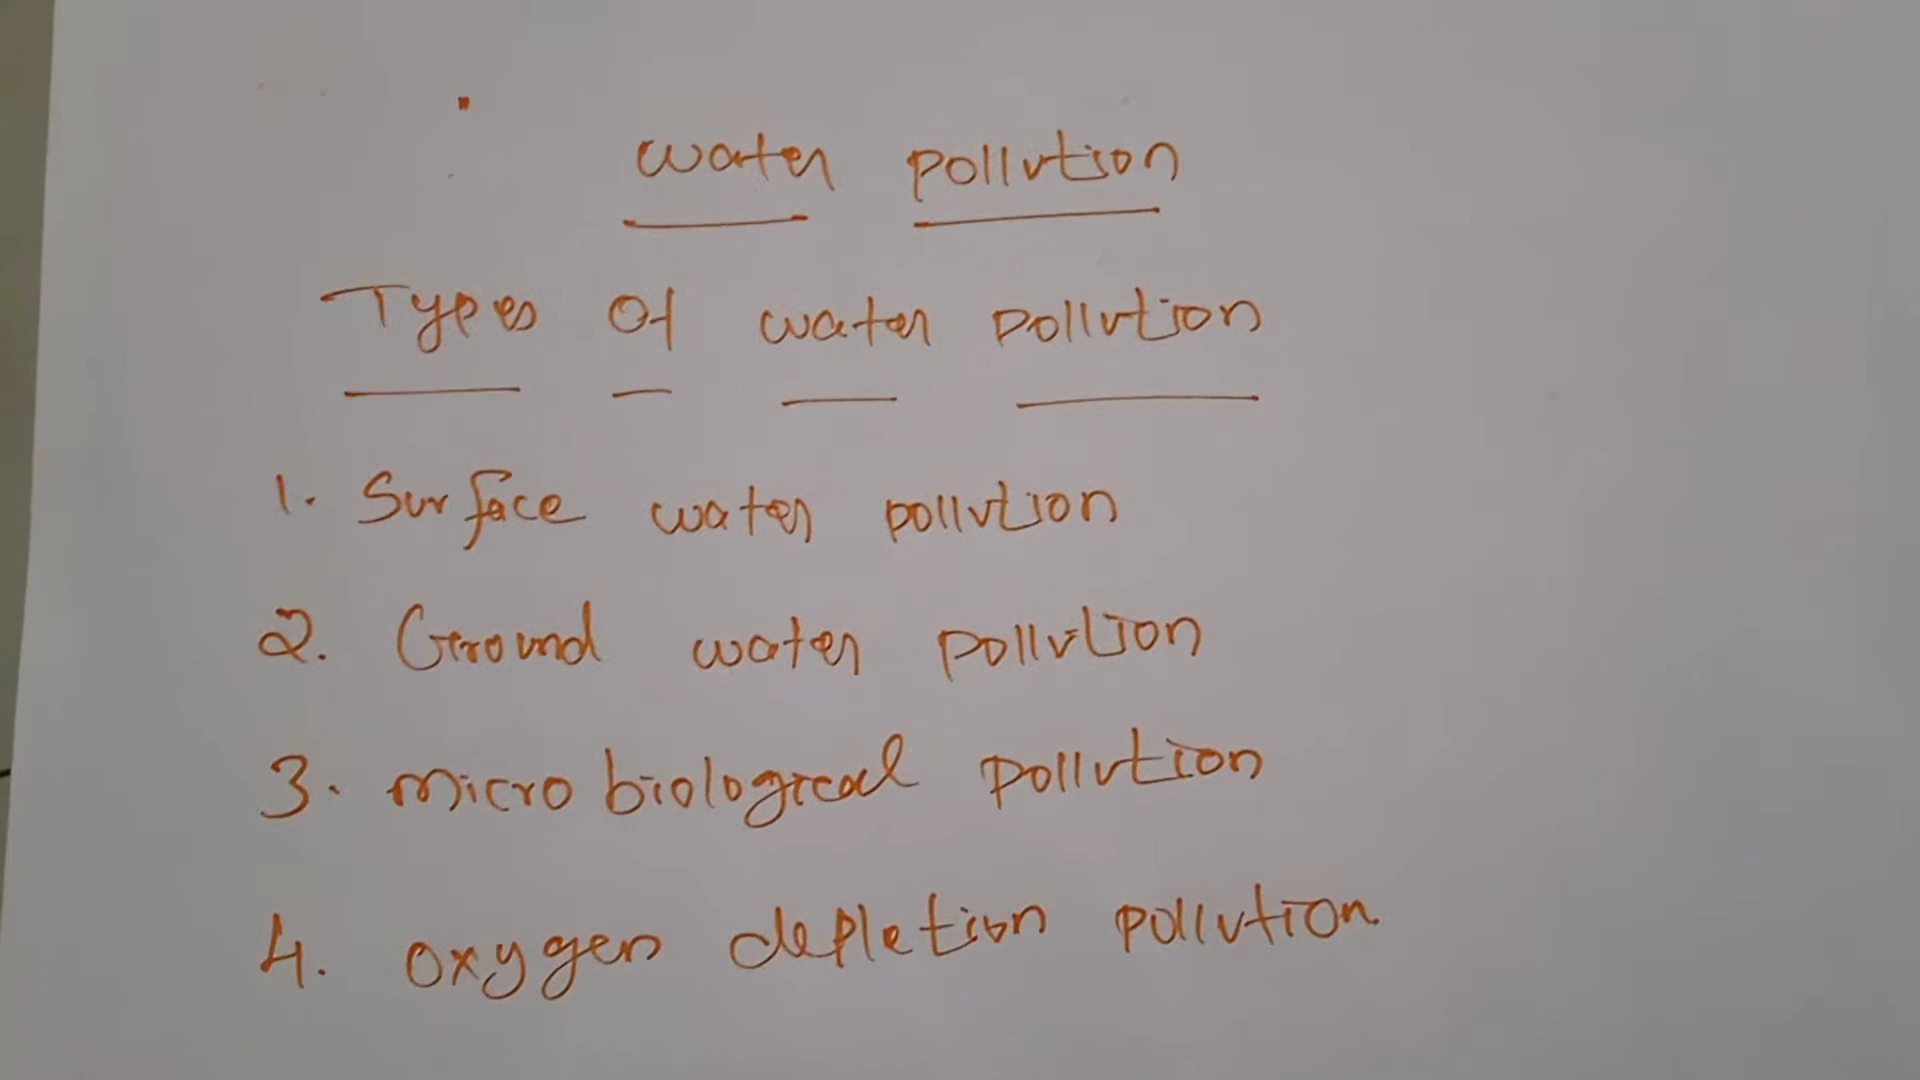 water pollution
Types of water pollution
1. Surface water pollution
2. Ground water pollution
3. micro biological pollution
4. oxygen depletion pollution